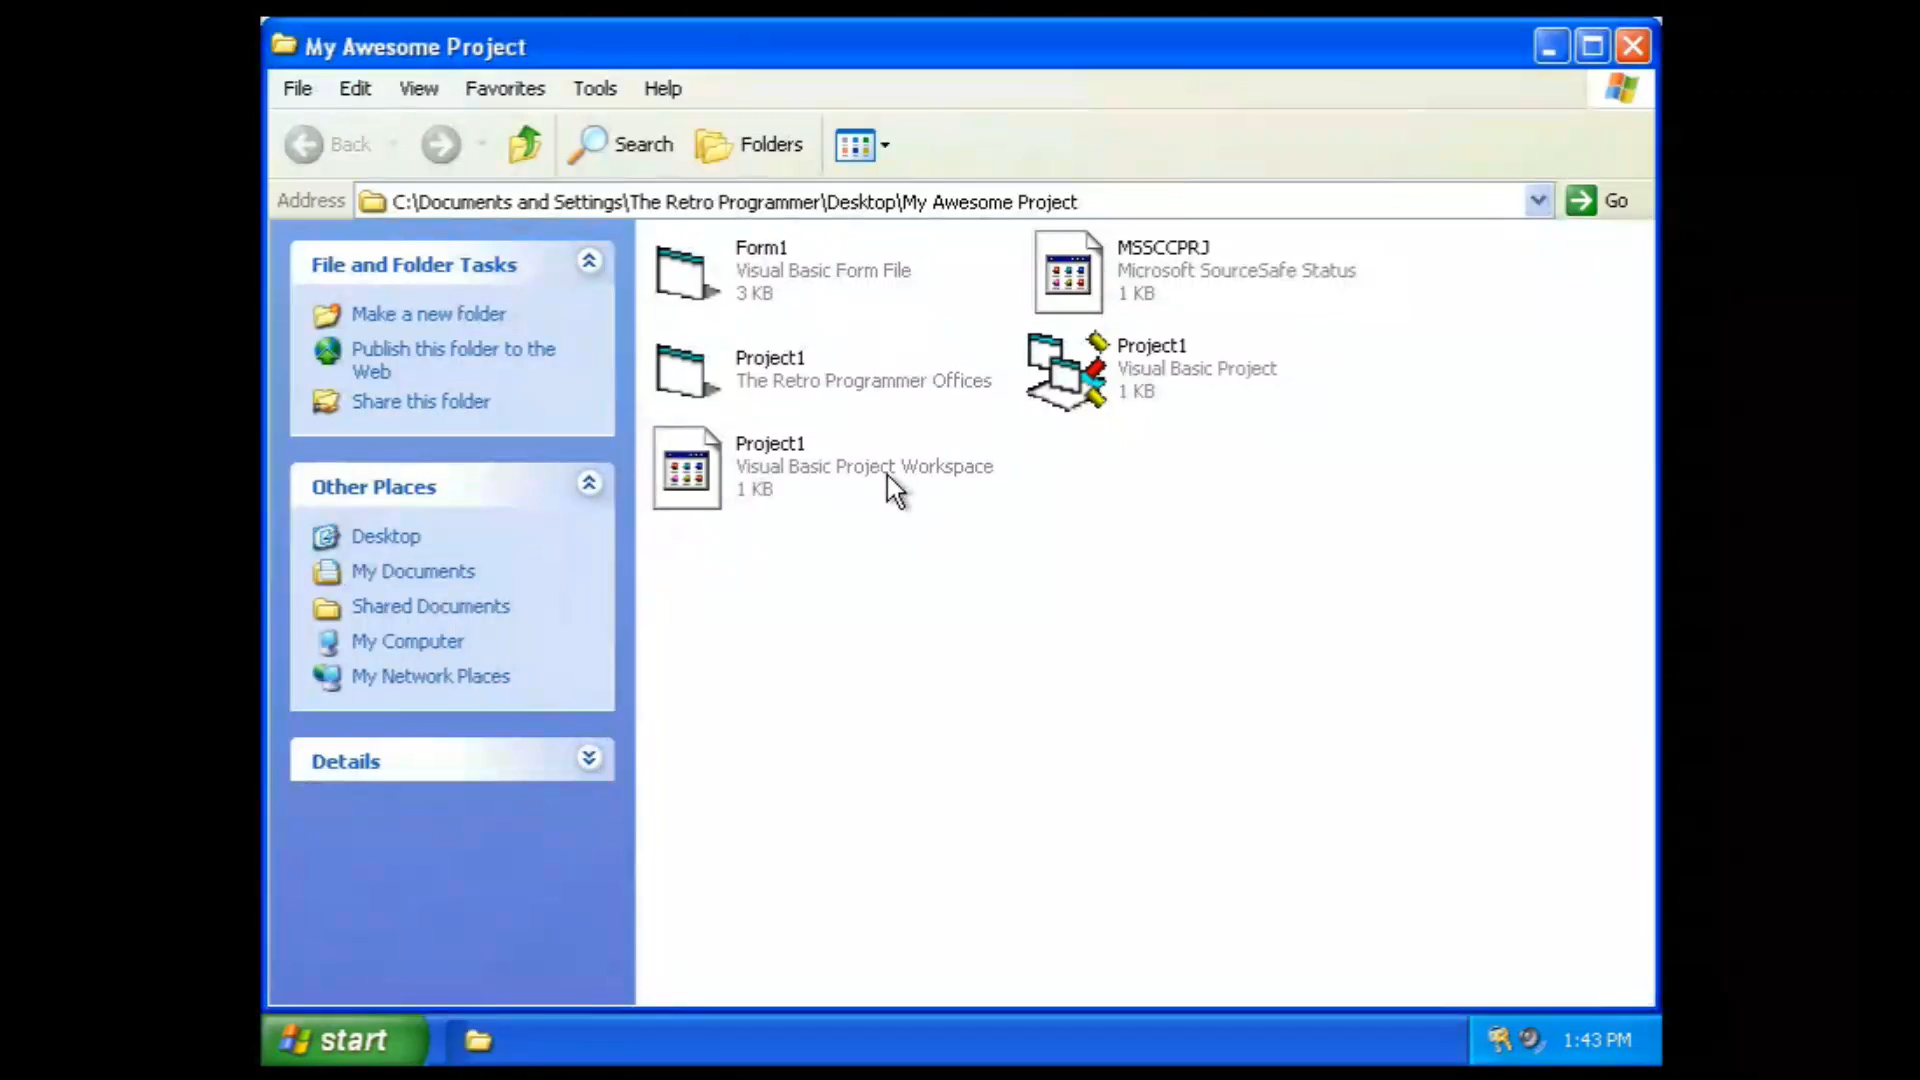 My Awesome Project
File Edit View Favorites Tools Help
Back Search Folders
Address C:\Documents and Settings\The Retro Programmer\Desktop\My Awesome Project Go
File and Folder Tasks
Make a new folder
Publish this folder to the
Web
Share this folder
Other Places
Desktop
My Documents
Shared Documents
My Computer
My Network Places
Details
Form1
Visual Basic Form File
3 KB
MSSCCPRJ
Microsoft SourceSafe Status
1 KB
Project1
The Retro Programmer Offices
Project1
Visual Basic Project
1 KB
Project1
Visual Basic Project Workspace
1 KB
start
1:43 PM